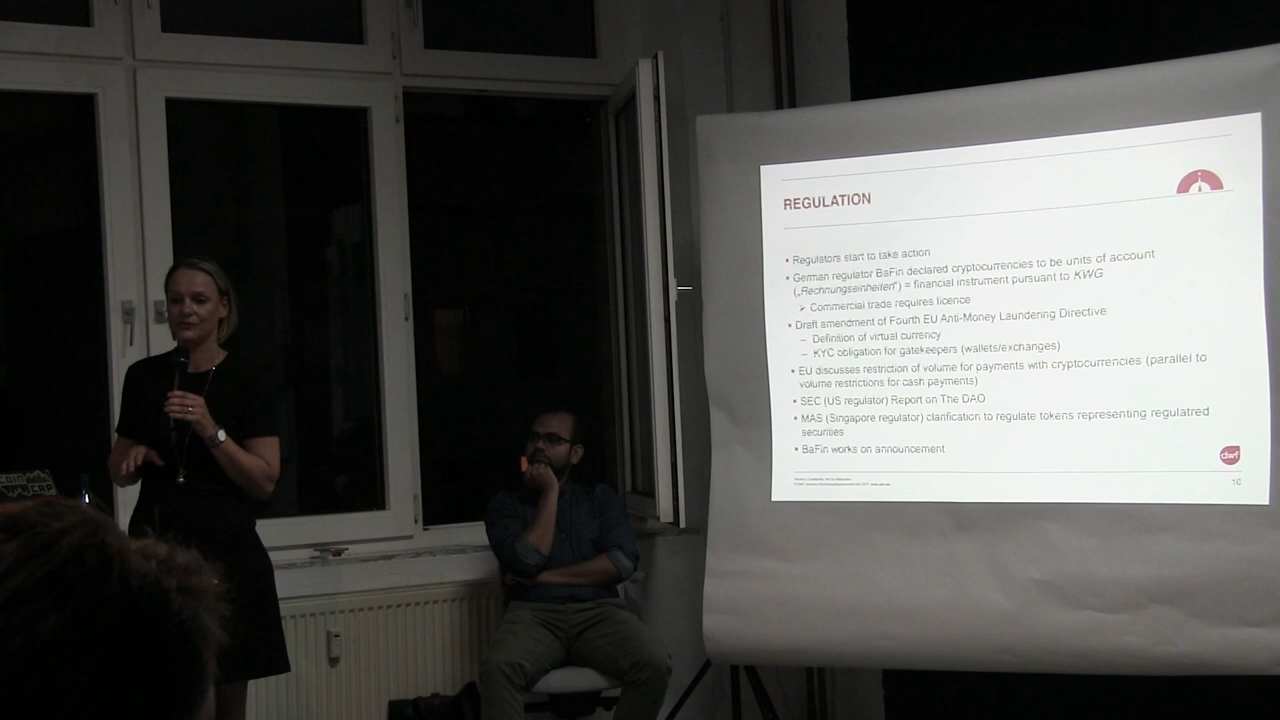 COIN
CAP
REGULATION
▪ Regulators start to take action
▪ German regulator BaFin declared cryptocurrencies to be units of account
(„Rechnungseinheiten“) = financial instrument pursuant to KWG
➢ Commercial trade requires licence
▪ Draft amendment of Fourth EU Anti-Money Laundering Directive
– Definition of virtual currency
– KYC obligation for gatekeepers (wallets/exchanges)
▪ EU discusses restriction of volume for payments with cryptocurrencies (parallel to
volume restrictions for cash payments)
▪ SEC (US regulator) Report on The DAO
▪ MAS (Singapore regulator) clarification to regulate tokens representing regulatred
securities
▪ BaFin works on announcement
dwf
10